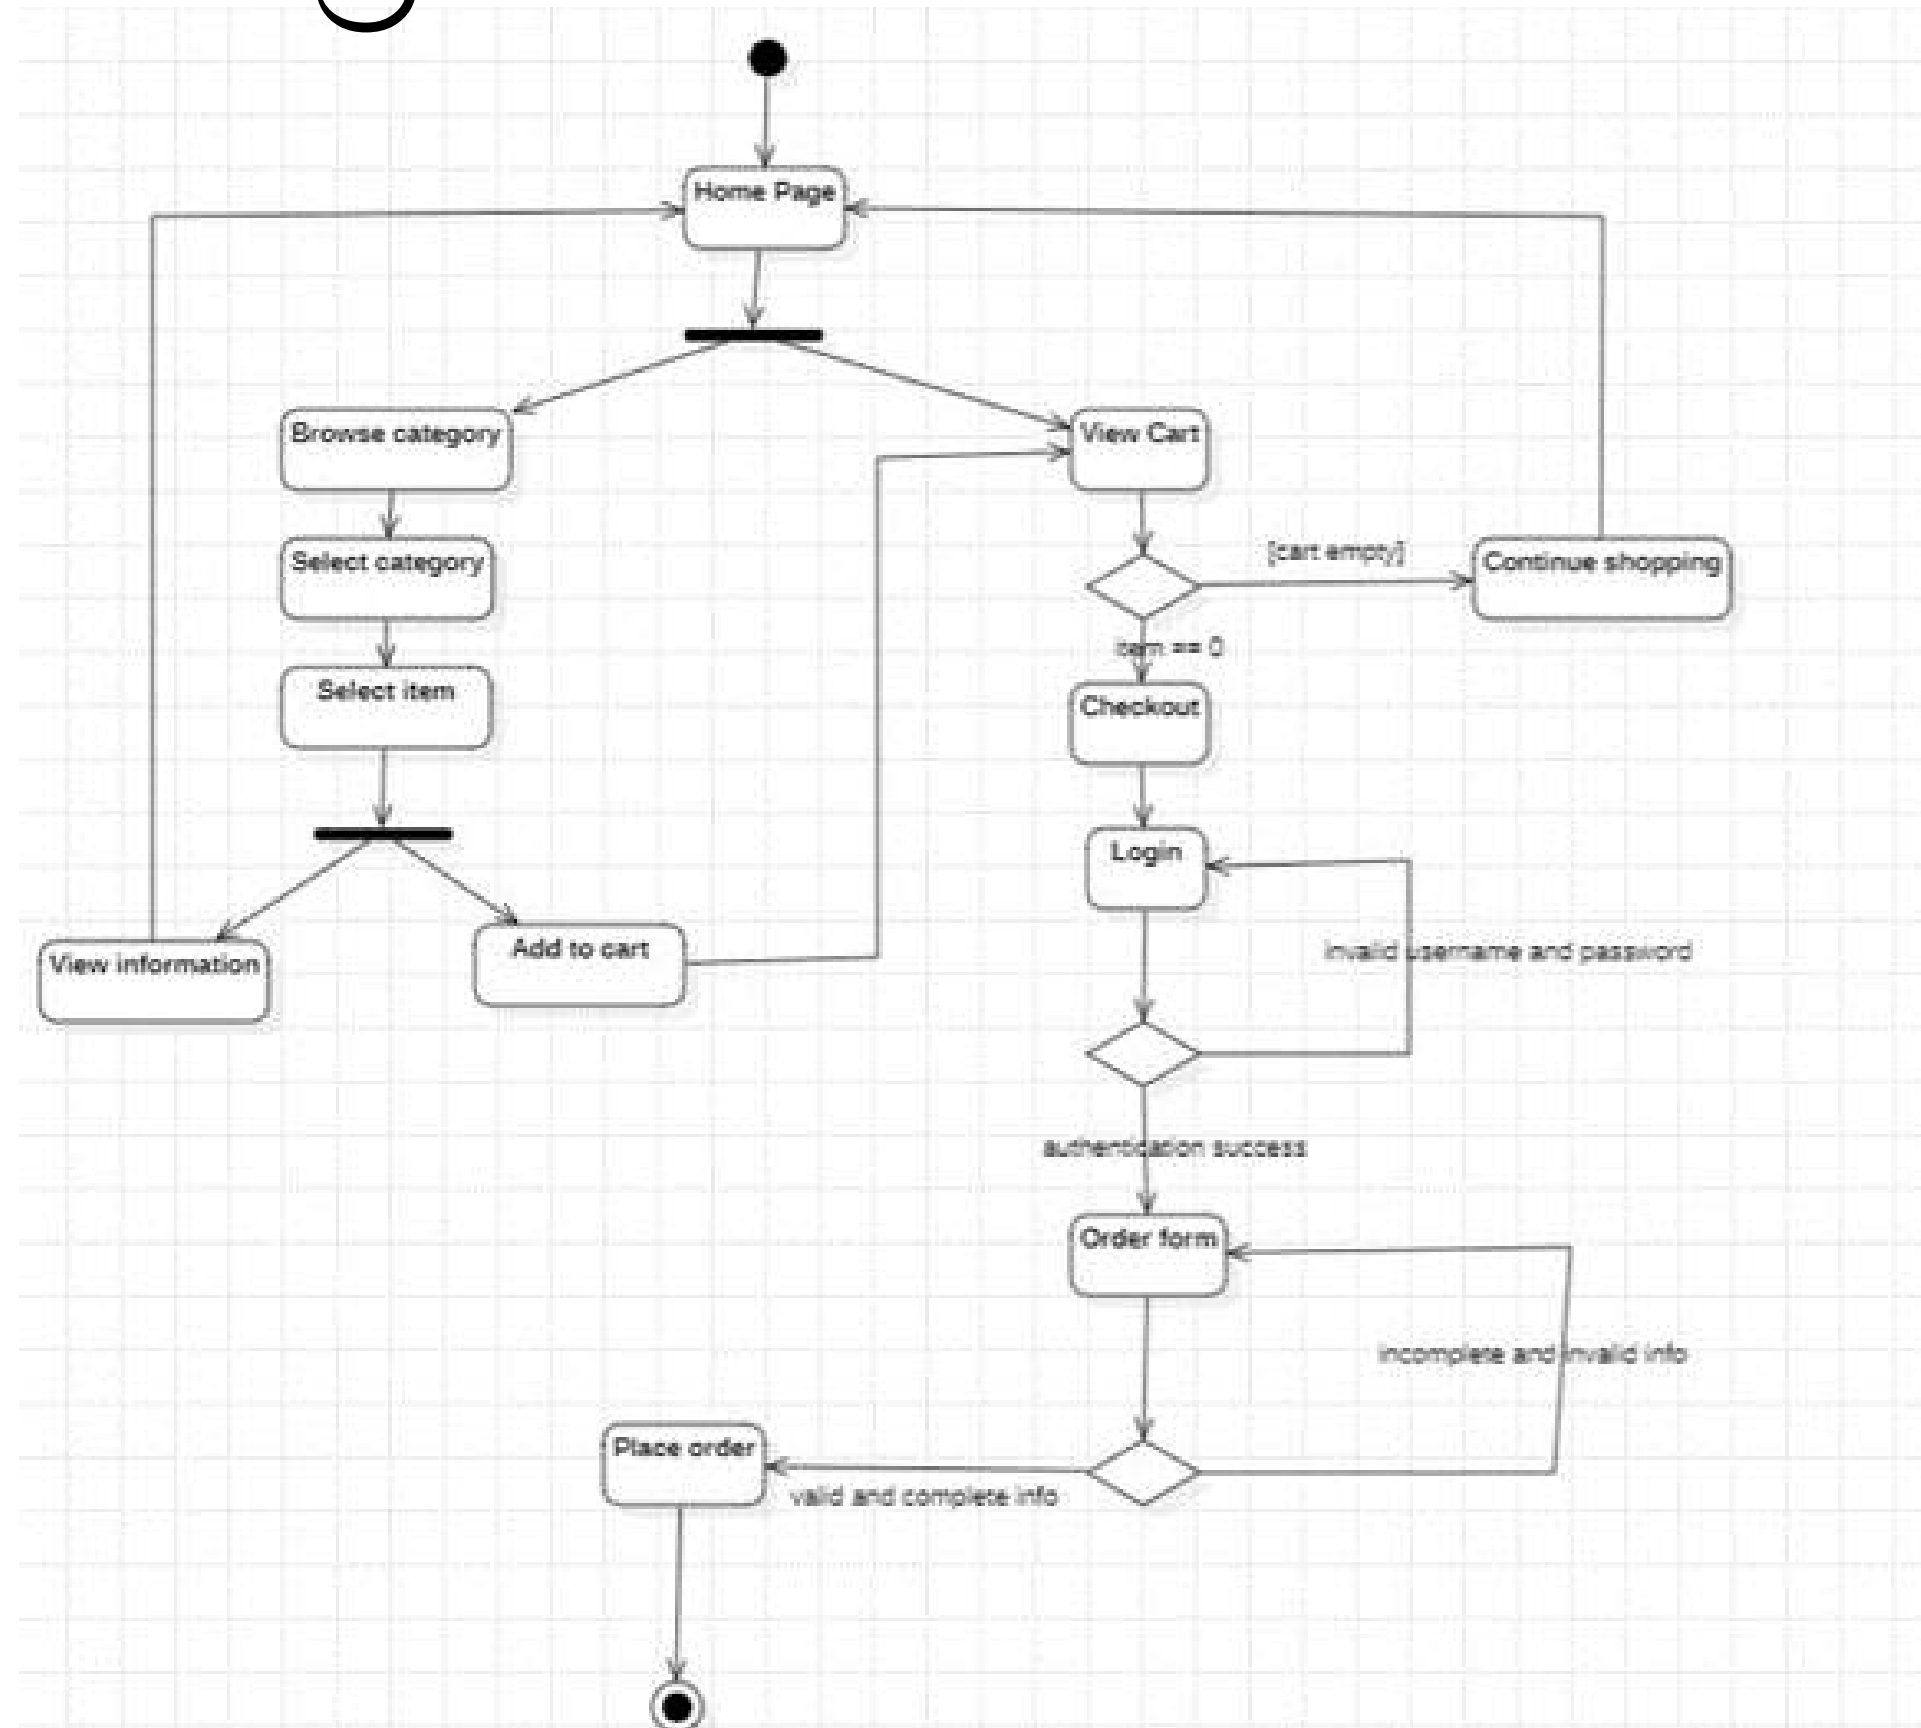 Home Page
Browse category
View Cart
[cart empty]
Select category
Continue shopping
item == 0
Select item
Checkout
Login
View information
Add to cart
invalid username and password
authentication success
Order form
incomplete and invalid info
Place order
valid and complete info